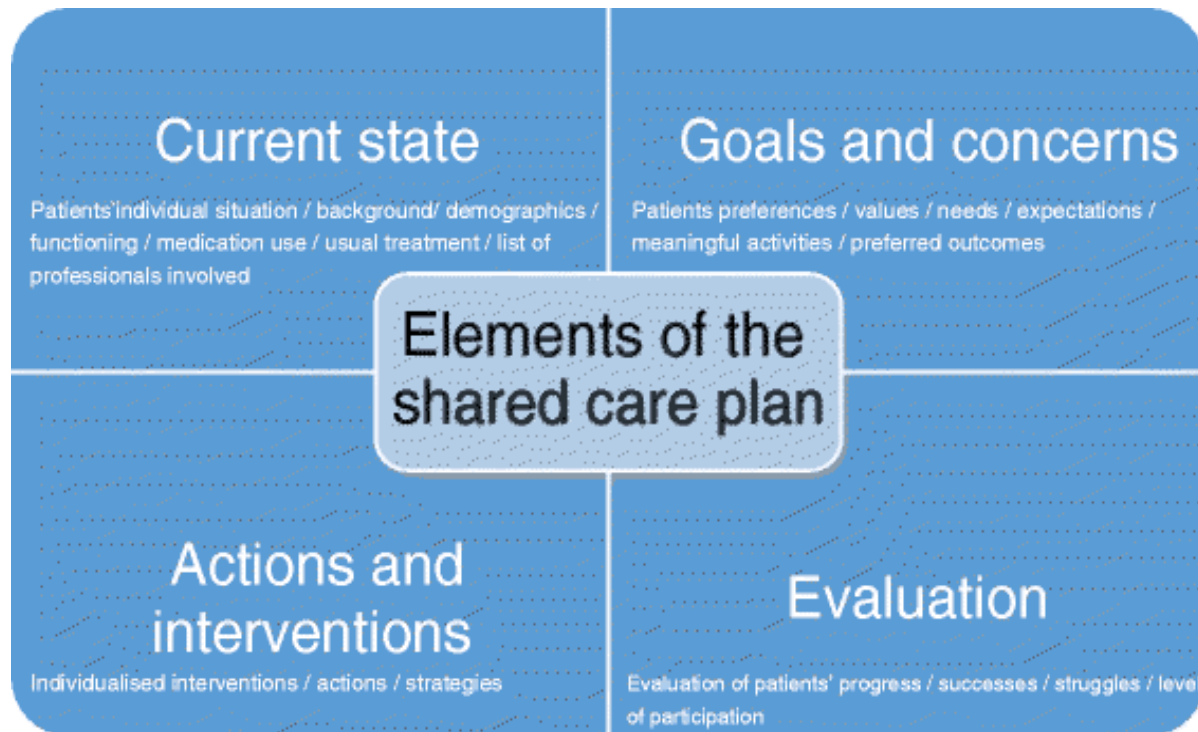 Current state
Patients'individual situation / background/ demographics /
functioning / medication use / usual treatment / list of
professionals involved
Goals and concerns
Patients preferences / values / needs / expectations /
meaningful activities / preferred outcomes
Elements of the
shared care plan
Actions and
interventions
Individualised interventions / actions / strategies
Evaluation
Evaluation of patients' progress / successes / struggles / leve
of participation